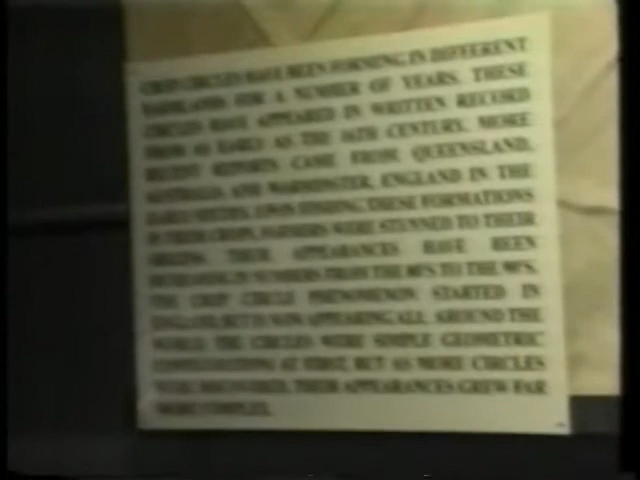 CROP CIRCLES HAVE BEEN FORMING IN DIFFERENT
FARMLANDS FOR A NUMBER OF YEARS. THESE
CIRCLES HAVE APPEARED IN WRITTEN RECORD
FROM AS EARLY AS THE 16TH CENTURY. MORE
RECENT REPORTS CAME FROM QUEENSLAND,
AUSTRALIA, AND WARMINSTER, ENGLAND IN THE
EARLY UPON FINDING THESE FORMATIONS
IN THEIR CROPS, FARMERS WERE STUNNED TO THEIR
ORIGINS. THEIR APPEARANCES HAVE BEEN
INCREASING IN NUMBERS FROM THE TO THE
THE CROP CIRCLE PHENOMENON STARTED IN
ENGLAND, BUT IS NOW APPEARING ALL AROUND THE
WORLD. THE CIRCLES WERE SIMPLE GEOMETRIC
CONFIGURATIONS AT FIRST, BUT AS MORE CIRCLES
WERE DISCOVERED, THEIR APPEARANCES GREW FAR
MORE COMPLEX.